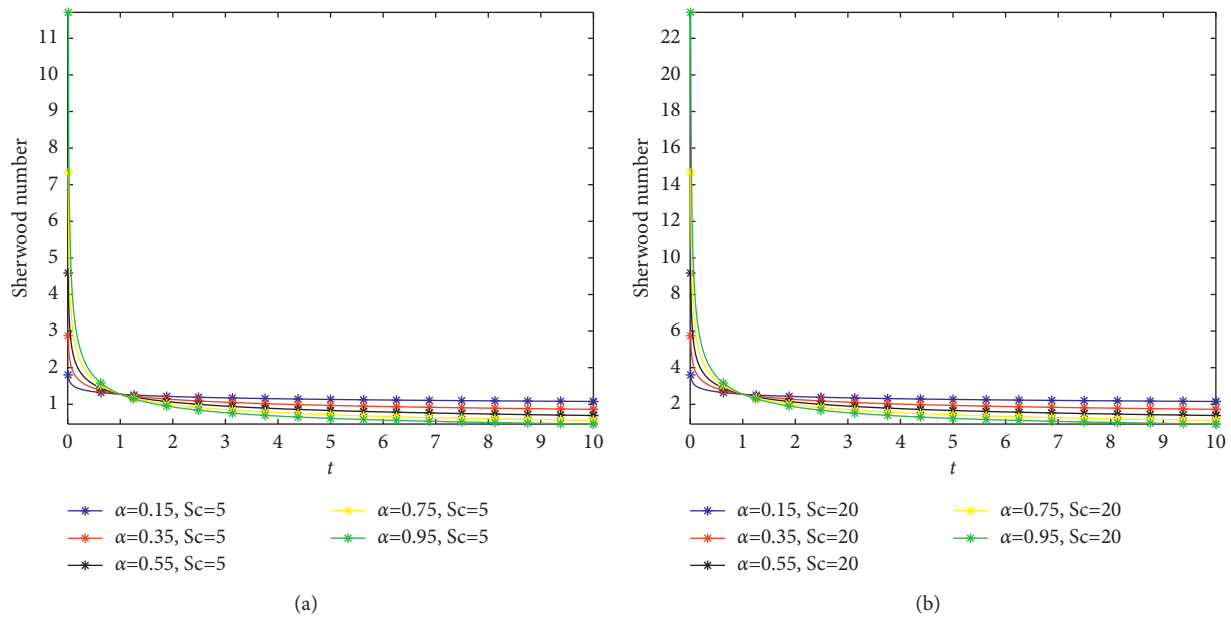 Sherwood number
11
10
9
8
7
6
5
4
3
2
1
0 1 2 3 4 5 6 7 8 9 10
t
α=0.15, Sc=5
α=0.35, Sc=5
α=0.55, Sc=5
α=0.75, Sc=5
α=0.95, Sc=5
(a)
Sherwood number
22
20
18
16
14
12
10
8
6
4
2
0 1 2 3 4 5 6 7 8 9 10
t
α=0.15, Sc=20
α=0.35, Sc=20
α=0.55, Sc=20
α=0.75, Sc=20
α=0.95, Sc=20
(b)